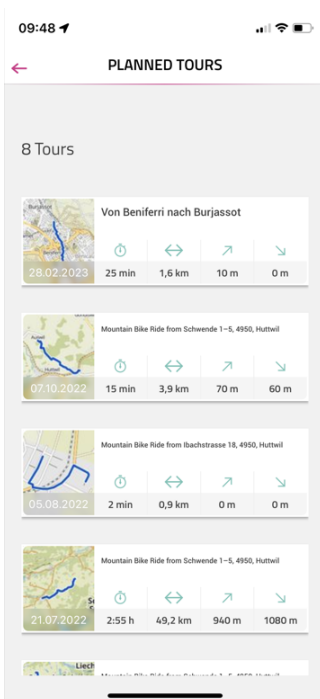 09:48
PLANNED TOURS
8 Tours
Von Beniferri nach Burjassot
28.02.2023
25 min
1,6 km
10 m
0 m
Mountain Bike Ride from Schwende 1–5, 4950, Huttwil
Huttwil
07.10.2022
15 min
3,9 km
70 m
60 m
Mountain Bike Ride from Ibachstrasse 18, 4950, Huttwil
05.08.2022
2 min
0,9 km
0 m
0 m
Mountain Bike Ride from Schwende 1–5, 4950, Huttwil
21.07.2022
2:55 h
49,2 km
940 m
1080 m
Liech